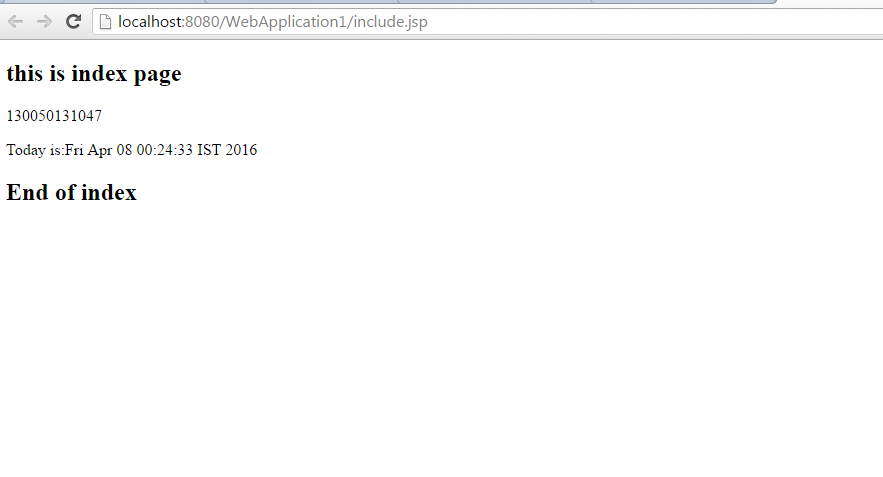 localhost:8080/WebApplication1/include.jsp
this is index page
130050131047
Today is:Fri Apr 08 00:24:33 IST 2016
End of index